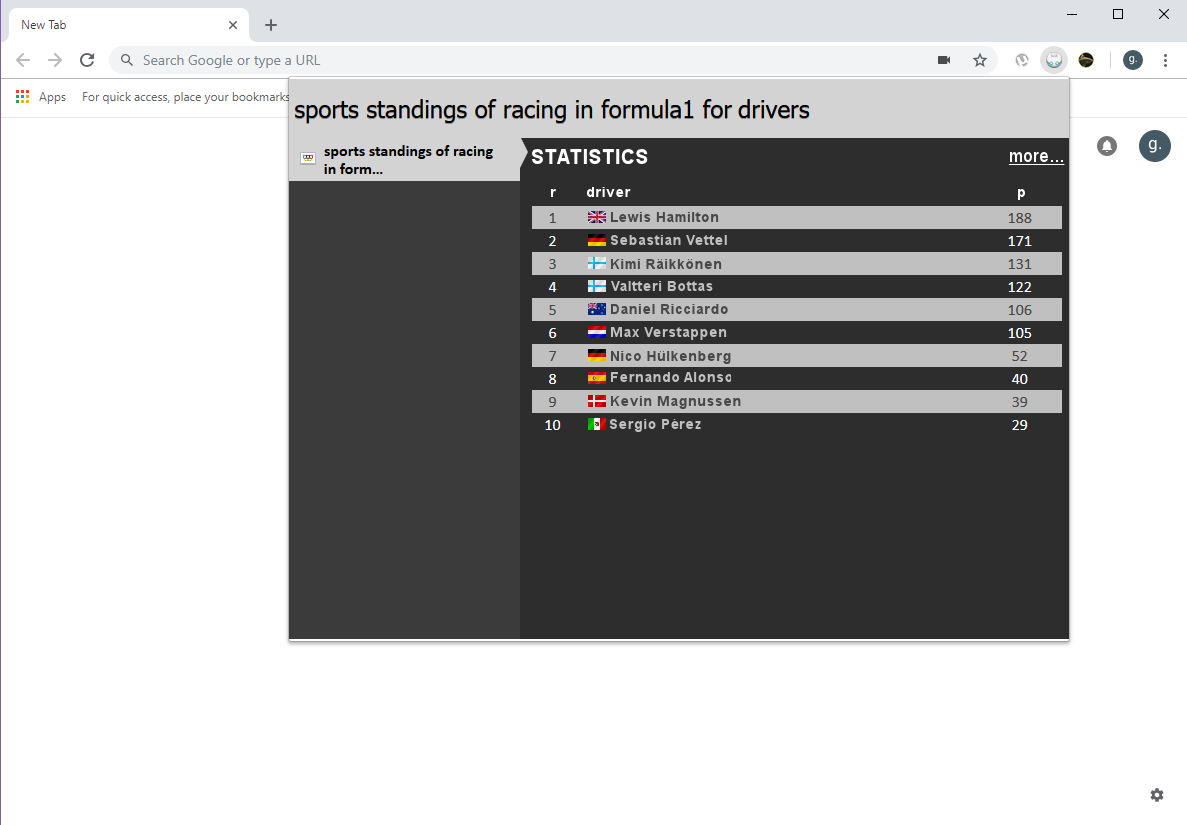 New Tab
Search Google or type a URL
g.
Apps For quick access, place your bookmarks
sports standings of racing in formula1 for drivers
g.
sports standings of racing
in form...
STATISTICS more...
r driver p
1 Lewis Hamilton 188
2 Sebastian Vettel 171
3 Kimi Räikkönen 131
4 Valtteri Bottas 122
5 Daniel Ricciardo 106
6 Max Verstappen 105
7 Nico Hülkenberg 52
8 Fernando Alonso 40
9 Kevin Magnussen 39
10 Sergio Pérez 29